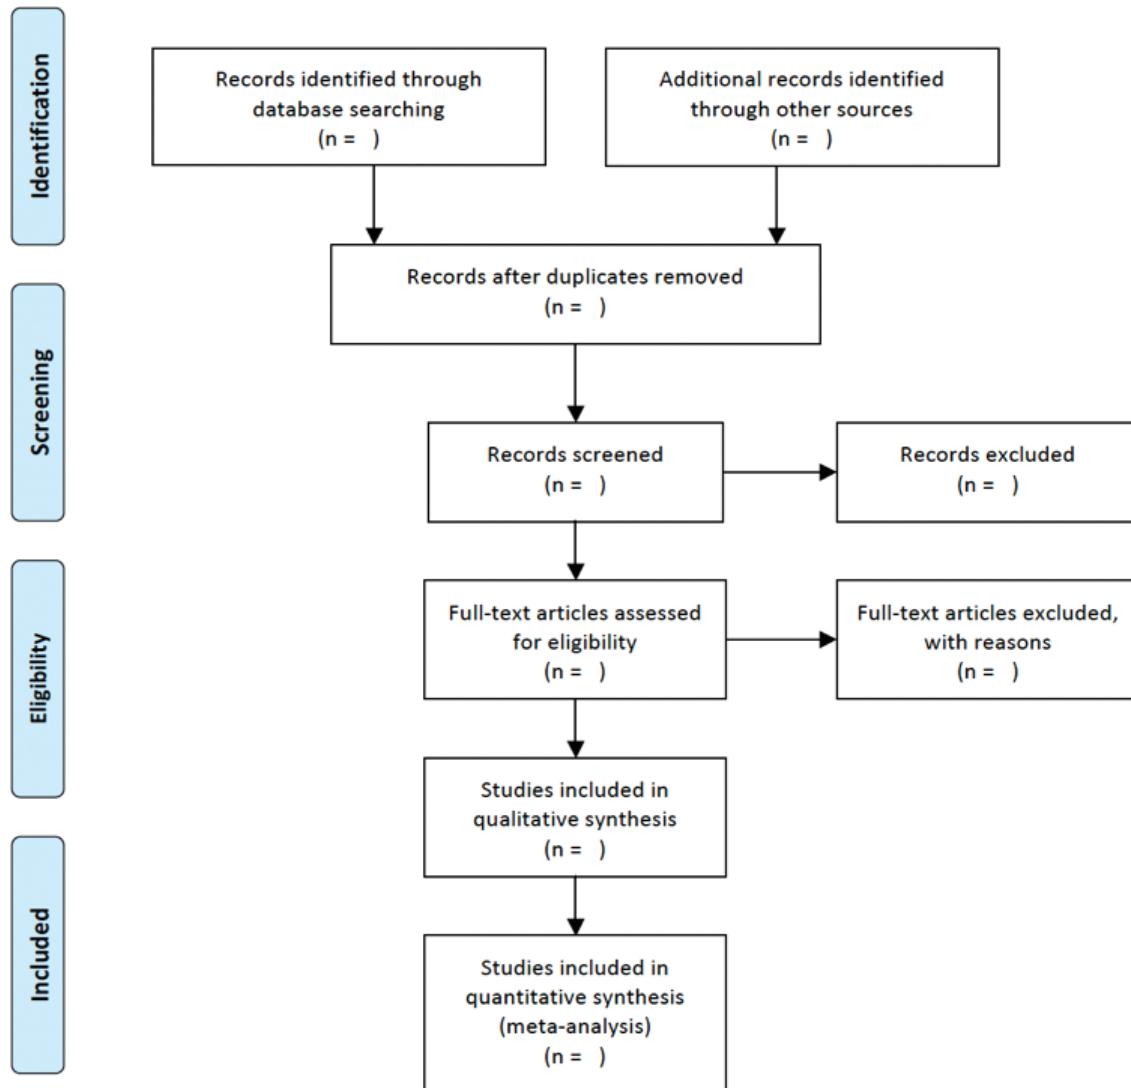 Identification
Records identified through
database searching
(n =   )
Additional records identified
through other sources
(n =   )
Records after duplicates removed
(n =   )
Screening
Records screened
(n =   )
Records excluded
(n =   )
Eligibility
Full-text articles assessed
for eligibility
(n =   )
Full-text articles excluded,
with reasons
(n =   )
Studies included in
qualitative synthesis
(n =   )
Included
Studies included in
quantitative synthesis
(meta-analysis)
(n =   )